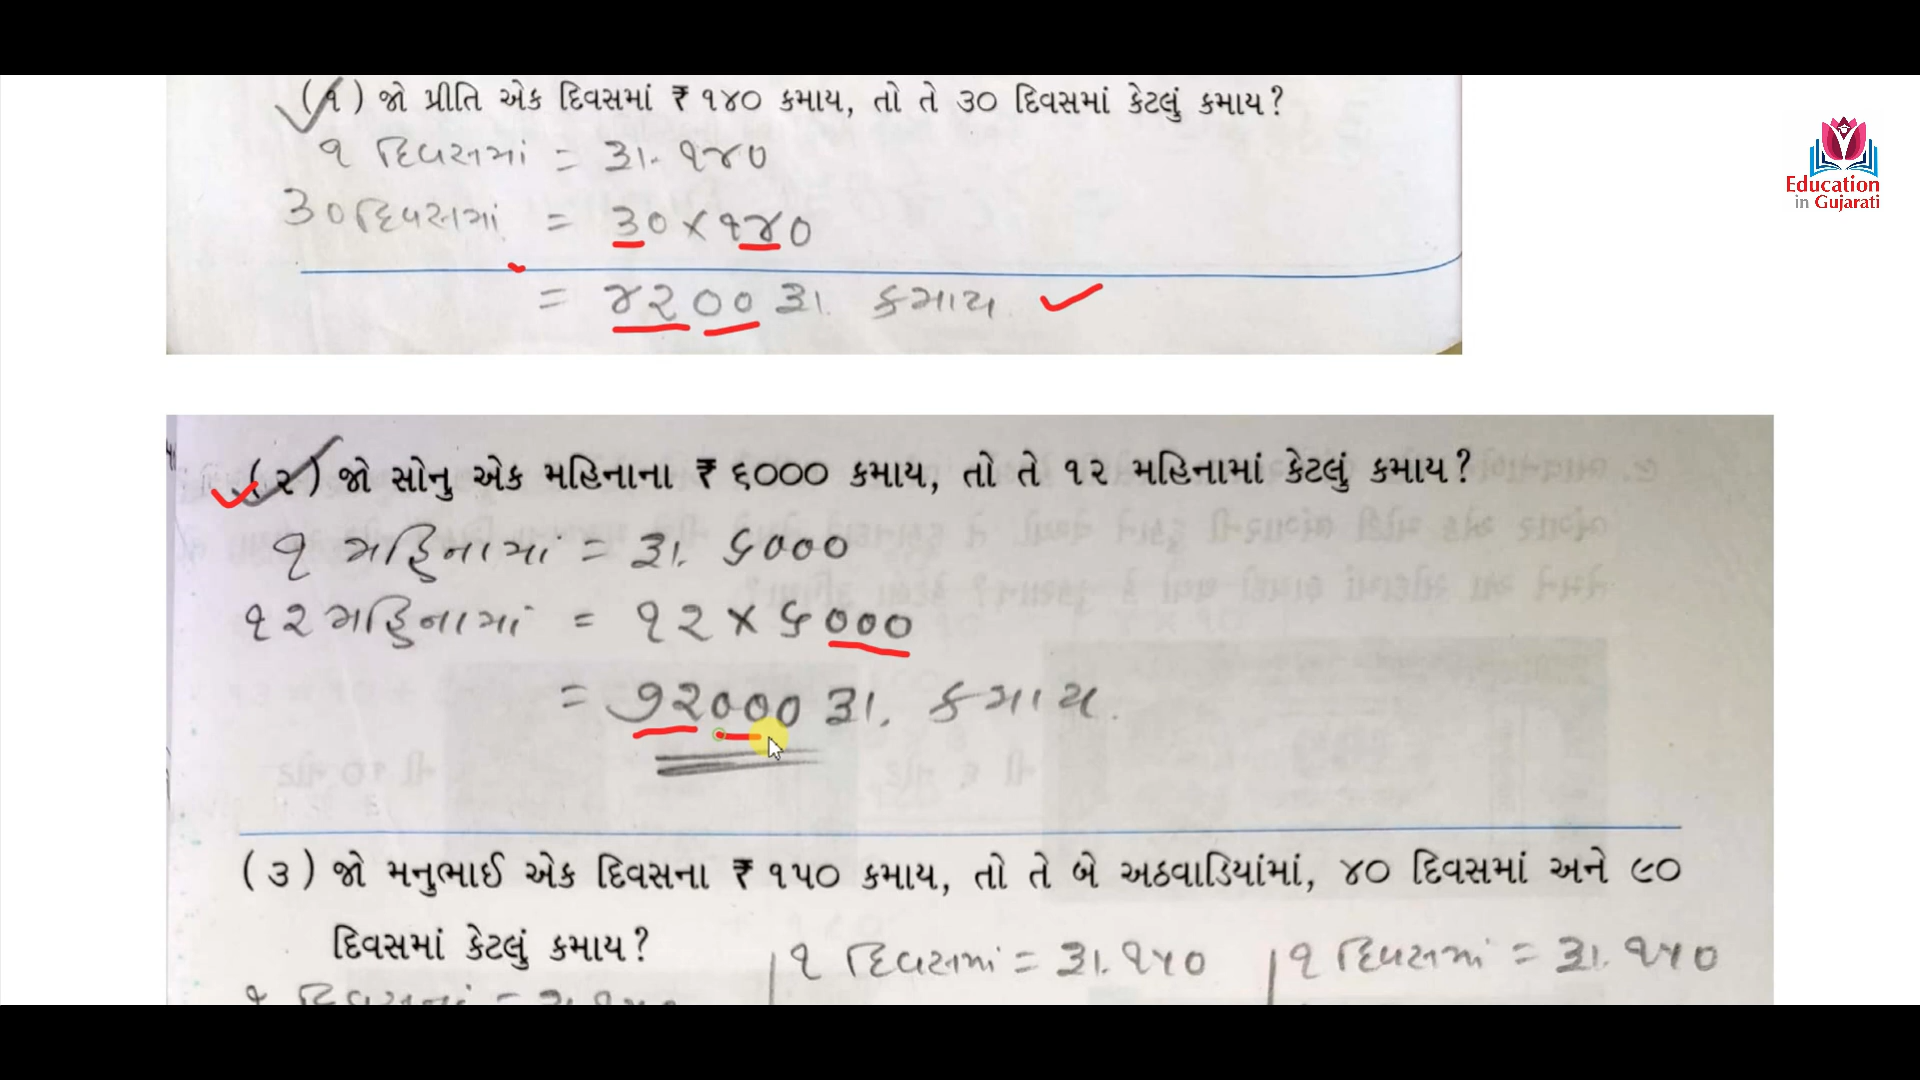 (૧) જો પ્રીતિ એક દિવસમાં ₹ ૧૪૦ કમાય, તો તે ૩૦ દિવસમાં કેટલું કમાય?
૧ દિવસમાં = રૂા. ૧૪૦
૩૦ દિવસમાં = ૩૦ × ૧૪૦
= ૪૨૦૦ રૂા. કમાય
Education
in Gujarati
(૨) જો સોનુ એક મહિનાના ₹ ૬૦૦૦ કમાય, તો તે ૧૨ મહિનામાં કેટલું કમાય?
૧ મહિનામાં = રૂા. ૬૦૦૦
૧૨ મહિનામાં = ૧૨ × ૬૦૦૦
= ૭૨૦૦૦ રૂા. કમાય.
(૩) જો મનુભાઈ એક દિવસના ₹ ૧૫૦ કમાય, તો તે બે અઠવાડિયાંમાં, ૪૦ દિવસમાં અને ૯૦
દિવસમાં કેટલું કમાય?
૧ દિવસમાં = રૂા. ૧૫૦
૧ દિવસમાં = રૂા. ૧૫૦